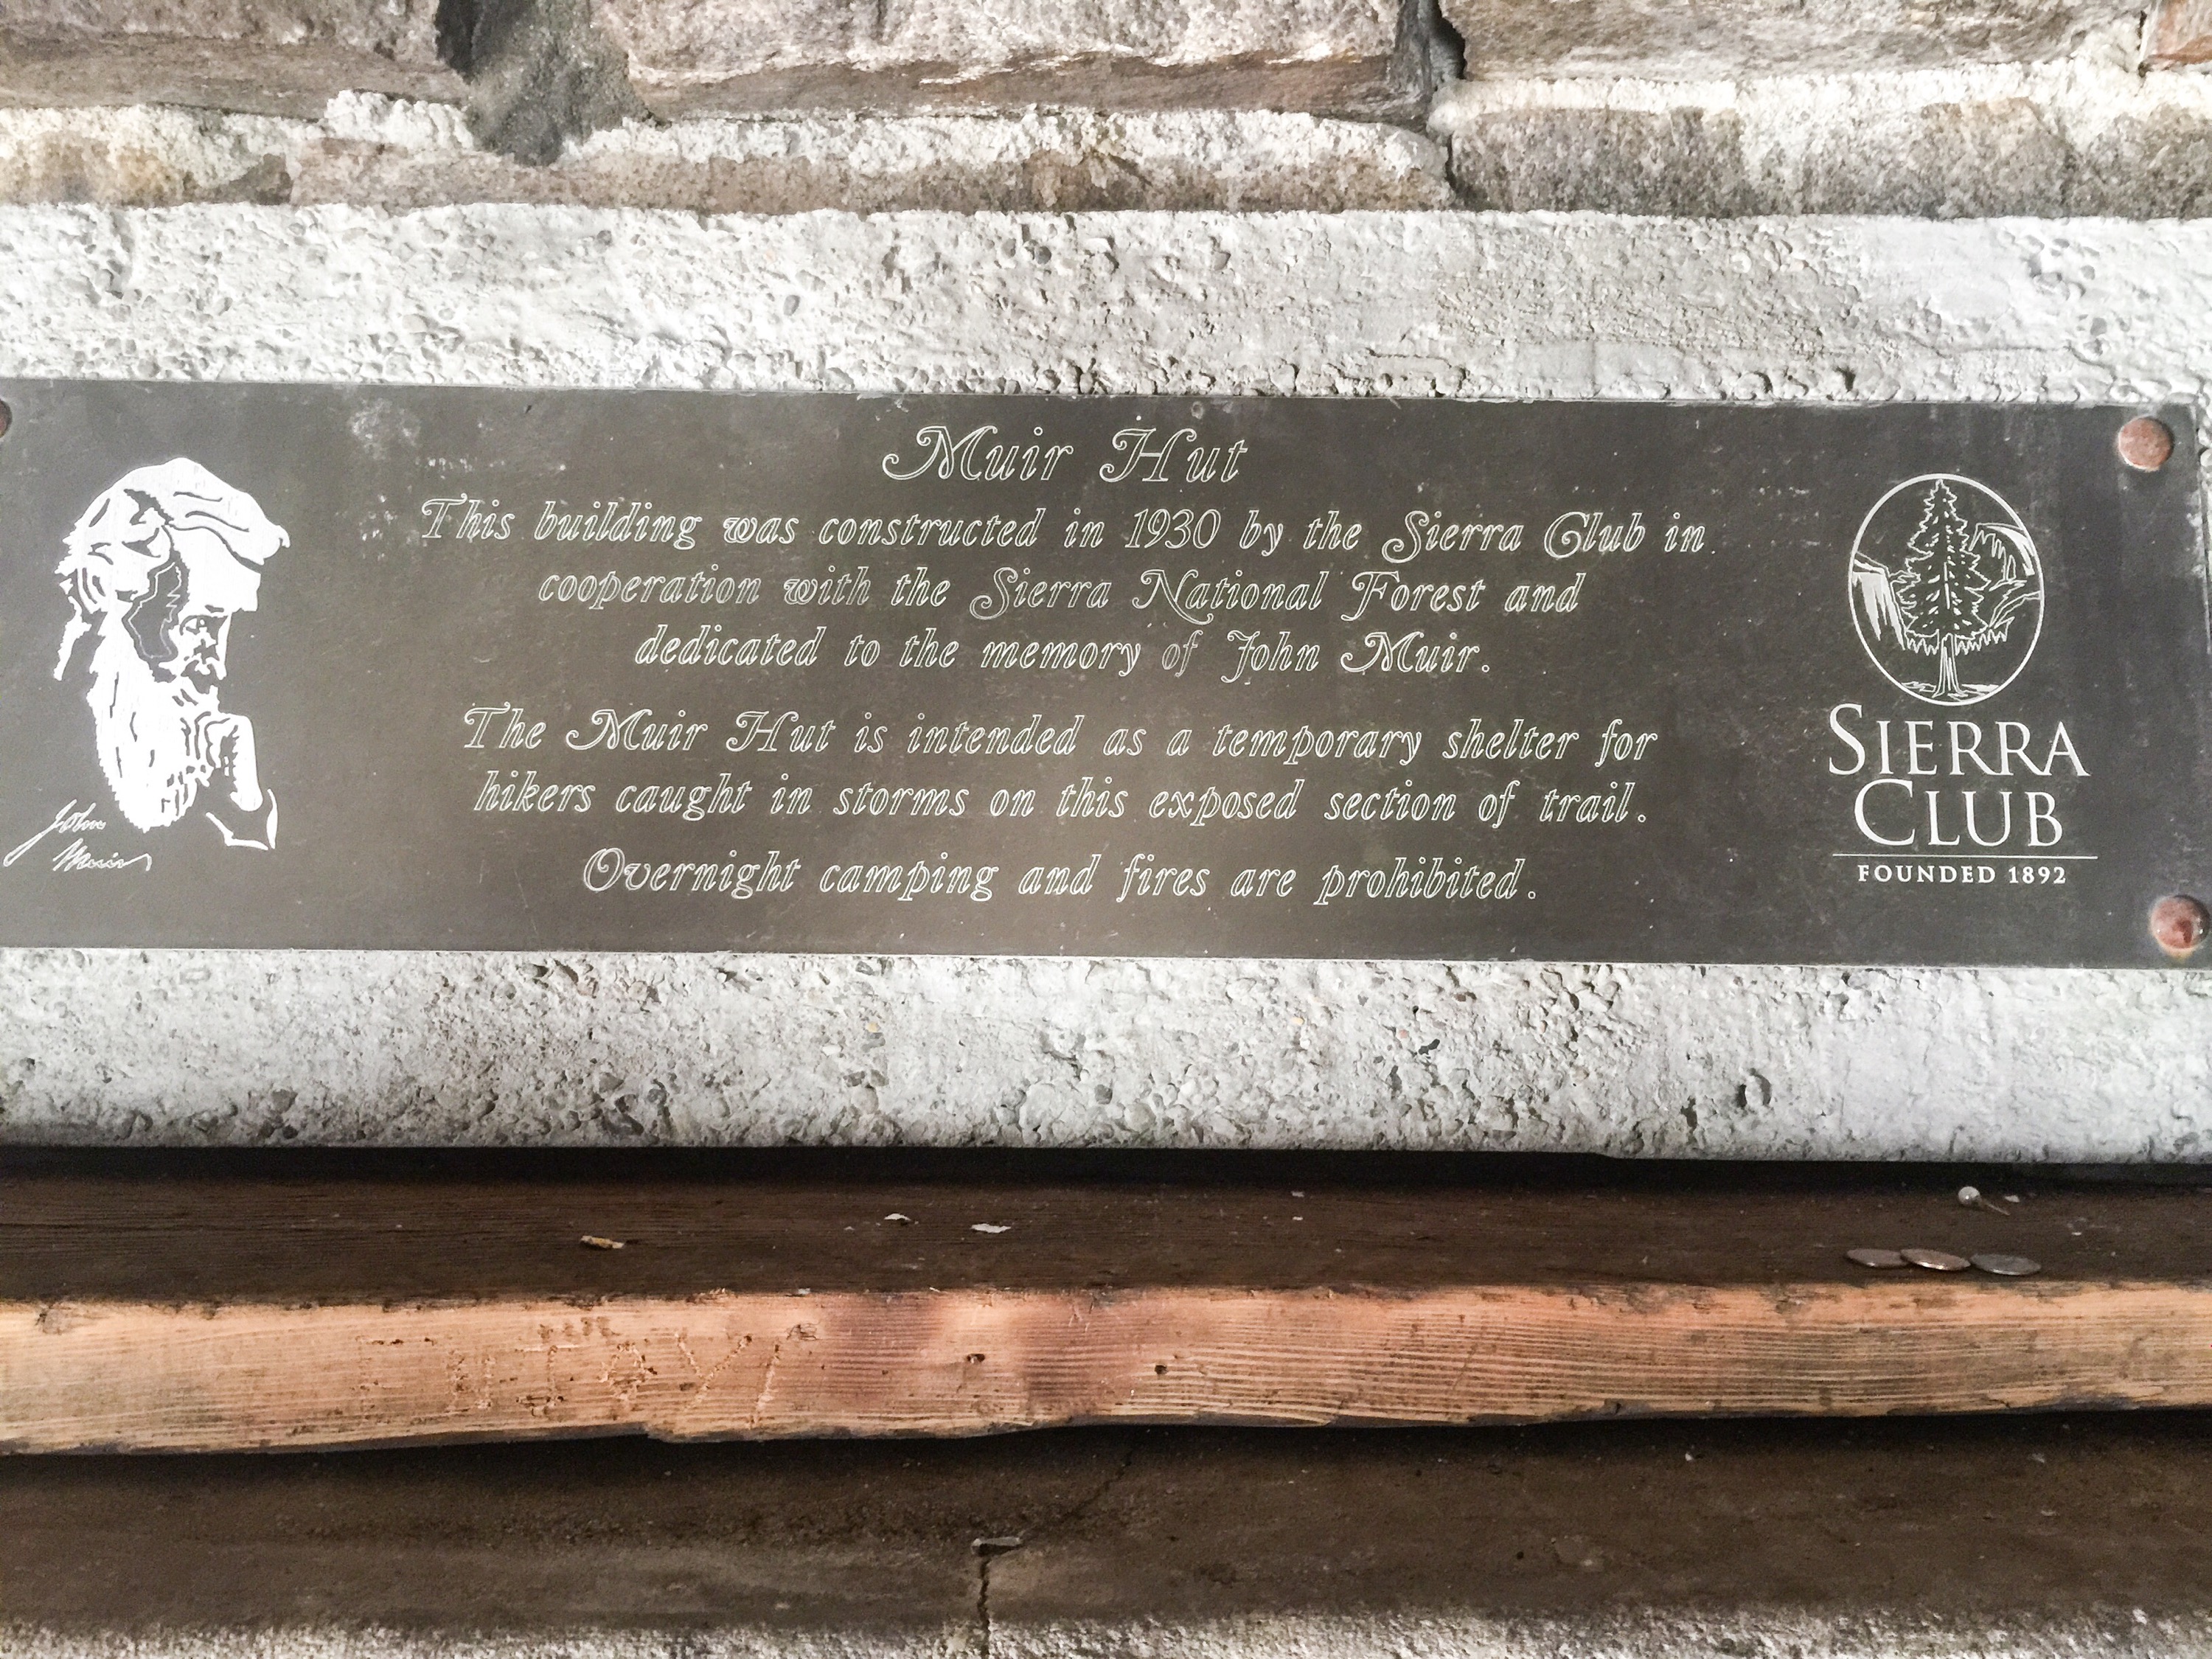 Muir Hut
This building was constructed in 1930 by the Sierra Club in
cooperation with the Sierra National Forest and
dedicated to the memory of John Muir.
The Muir Hut is intended as a temporary shelter for
hikers caught in storms on this exposed section of trail.
Overnight camping and fires are prohibited.
John
Muir
SIERRA
CLUB
FOUNDED 1892